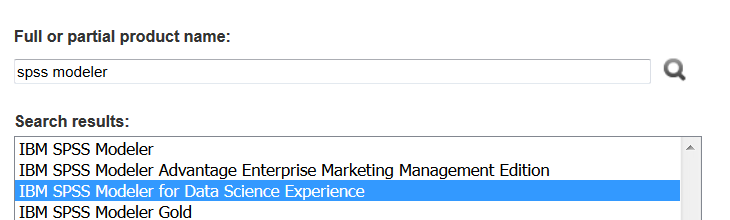 Full or partial product name:
spss modeler
Search results:
IBM SPSS Modeler
IBM SPSS Modeler Advantage Enterprise Marketing Management Edition
IBM SPSS Modeler for Data Science Experience
IBM SPSS Modeler Gold